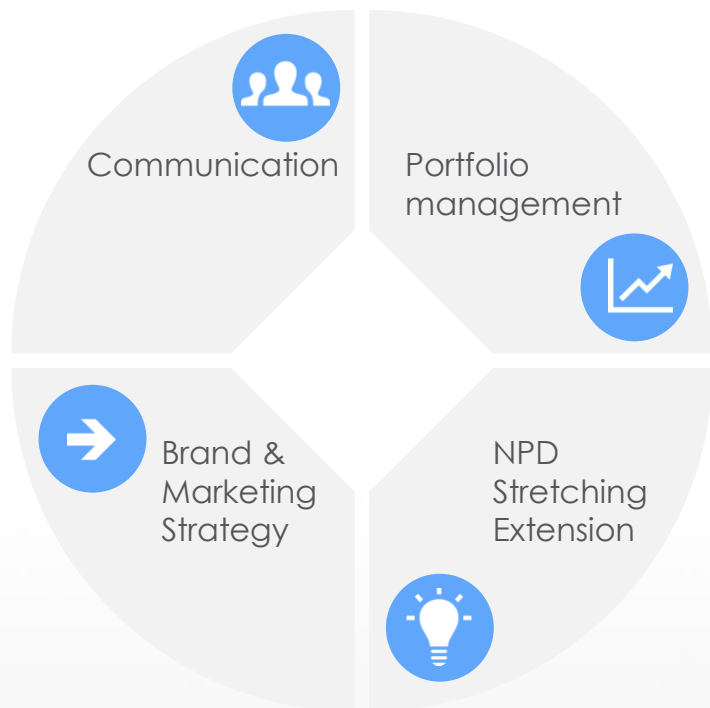 Communication
Portfolio
management
Brand &
Marketing
Strategy
NPD
Stretching
Extension